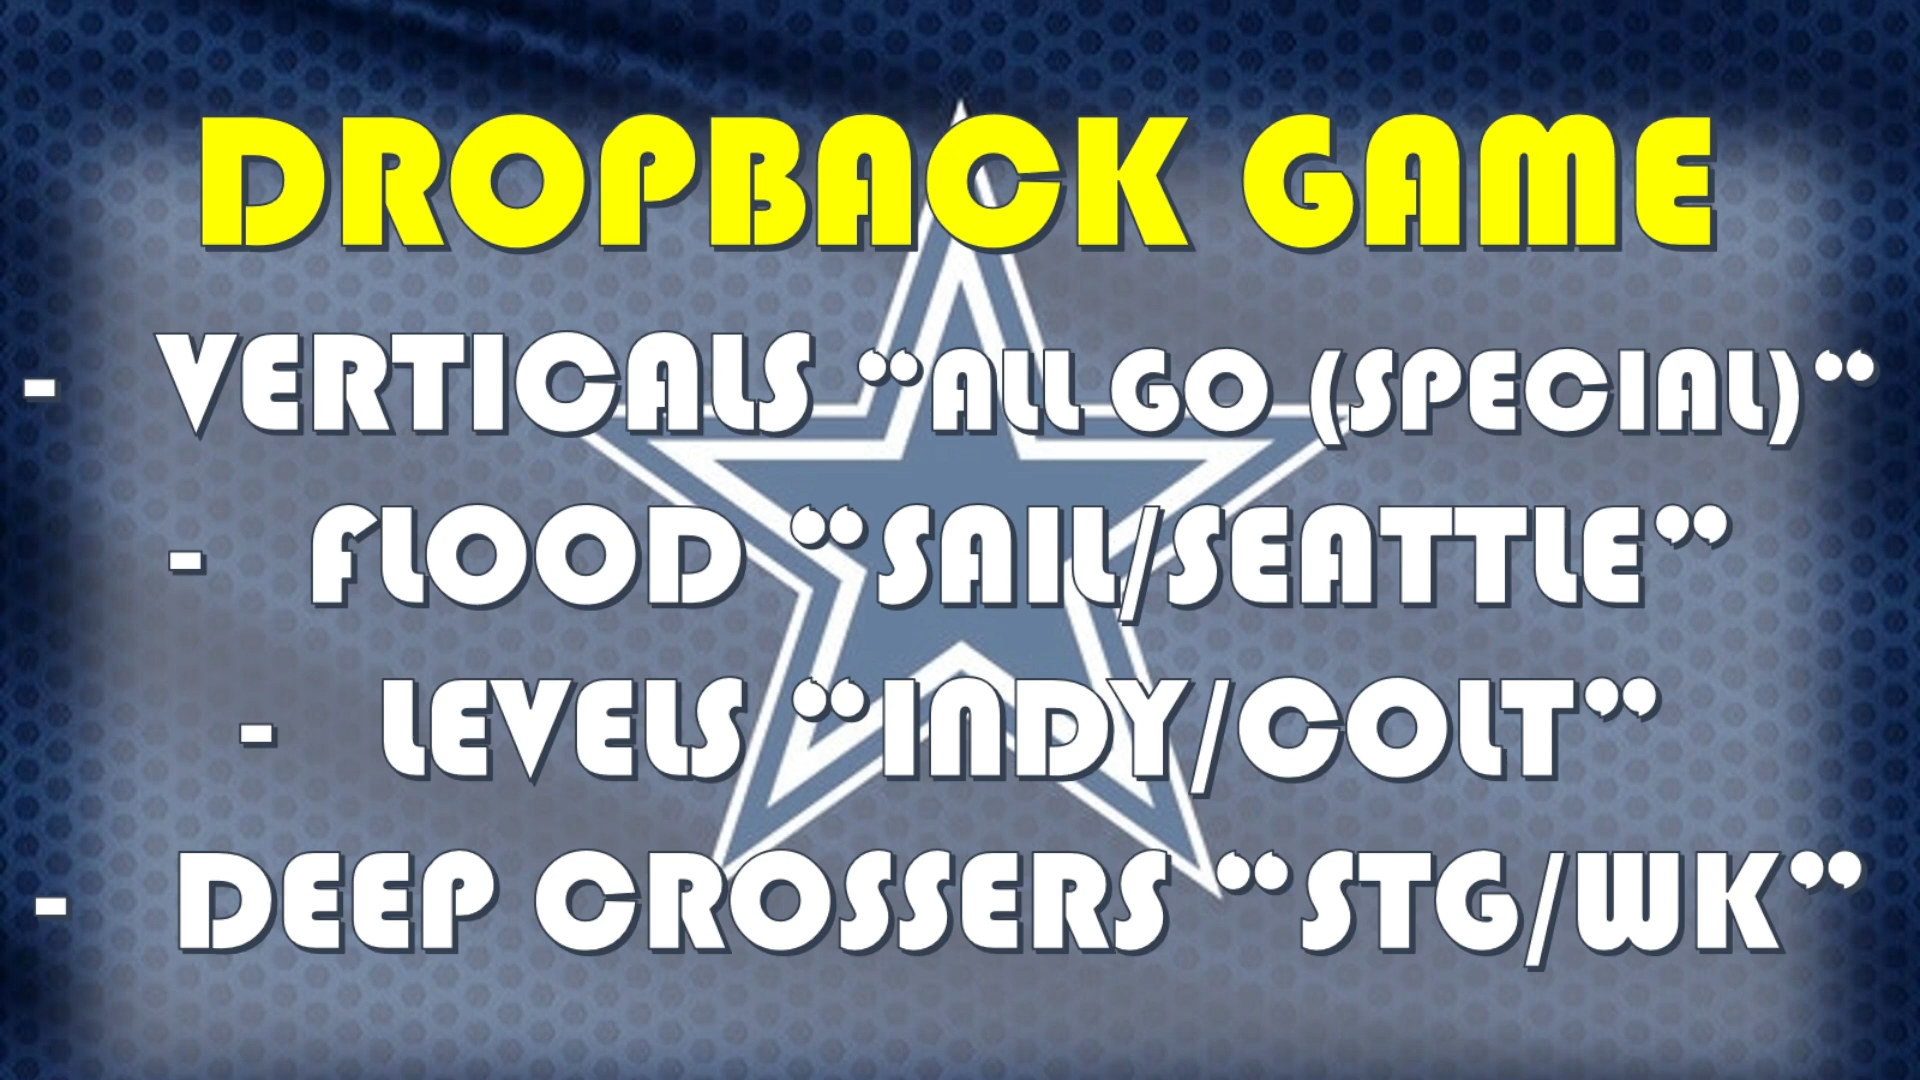 DROPBACK GAME
- VERTICALS “ALL GO (SPECIAL)“
- FLOOD “SAIL/SEATTLE”
- LEVELS “INDY/COLT”
- DEEP CROSSERS “STG/WK”